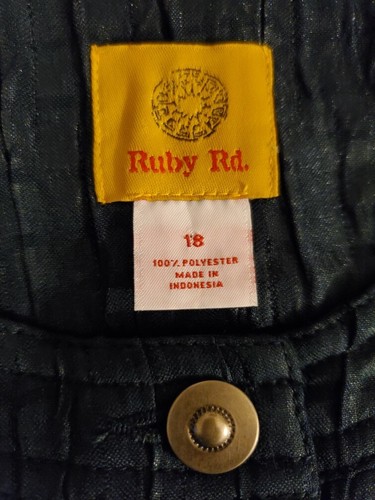 Ruby Rd.
18
100% POLYESTER
MADE IN
INDONESIA